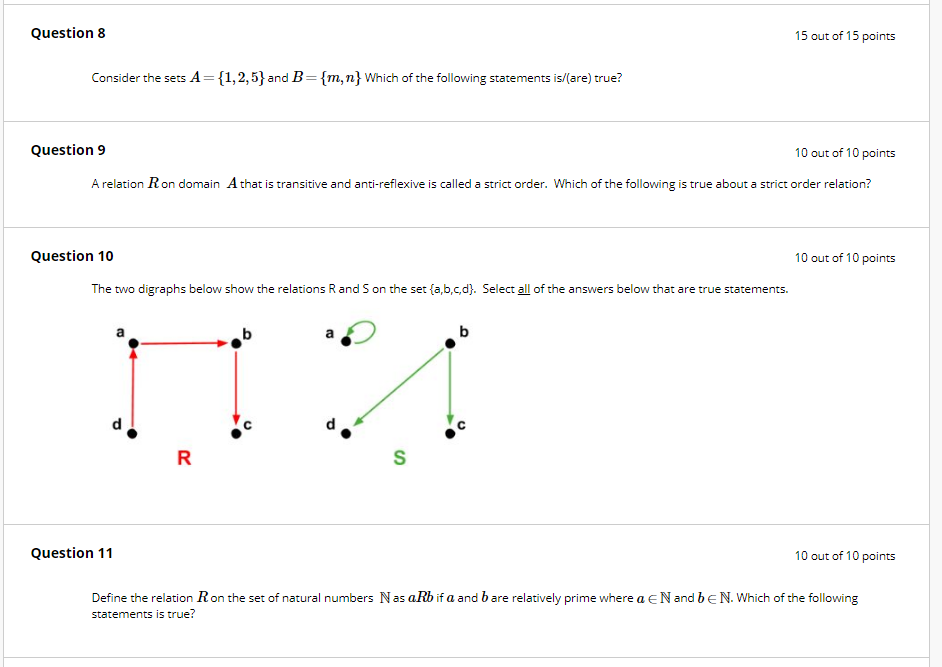 Question 8
15 out of 15 points
Consider the sets A = {1,2,5} and B = {m,n} Which of the following statements is/(are) true?
Question 9
10 out of 10 points
A relation R on domain A that is transitive and anti-reflexive is called a strict order. Which of the following is true about a strict order relation?
Question 10
10 out of 10 points
The two digraphs below show the relations R and S on the set {a,b,c,d}. Select all of the answers below that are true statements.
a b a b
d c d c
R S
Question 11
10 out of 10 points
Define the relation R on the set of natural numbers ℕ as aRb if a and b are relatively prime where a ∈ ℕ and b ∈ ℕ. Which of the following
statements is true?